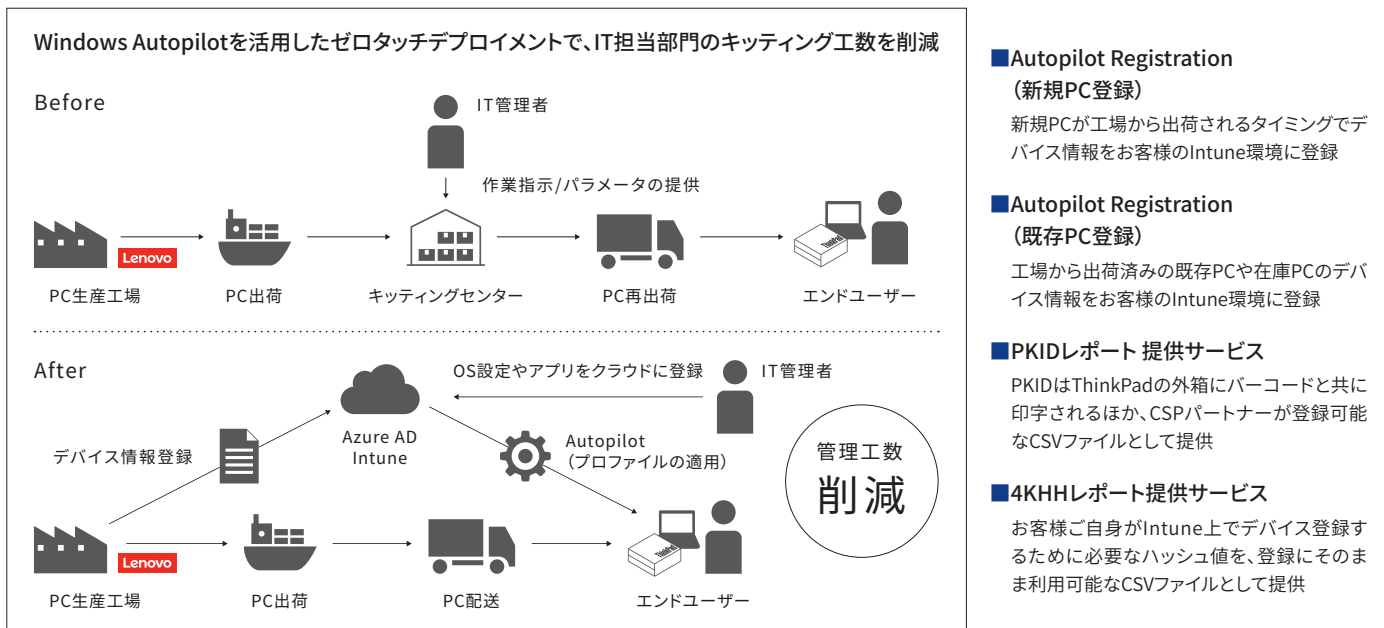 Windows Autopilotを活用したゼロタッチデプロイメントで、IT担当部門のキッティング工数を削減
Before
IT管理者
作業指示/パラメータの提供
Lenovo
ThinkPad
PC生産工場
PC出荷
キッティングセンター
PC再出荷
エンドユーザー
After
OS設定やアプリをクラウドに登録
IT管理者
Azure AD
Intune
デバイス情報登録
Autopilot
（プロファイルの適用）
管理工数
削減
Lenovo
ThinkPad
PC生産工場
PC出荷
PC配送
エンドユーザー
■Autopilot Registration
（新規PC登録）
新規PCが工場から出荷されるタイミングでデ
バイス情報をお客様のIntune環境に登録
■Autopilot Registration
（既存PC登録）
工場から出荷済みの既存PCや在庫PCのデバ
イス情報をお客様のIntune環境に登録
■PKIDレポート 提供サービス
PKIDはThinkPadの外箱にバーコードと共に
印字されるほか、CSPパートナーが登録可能
なCSVファイルとして提供
■4KHHレポート提供サービス
お客様ご自身がIntune上でデバイス登録す
るために必要なハッシュ値を、登録にそのま
ま利用可能なCSVファイルとして提供